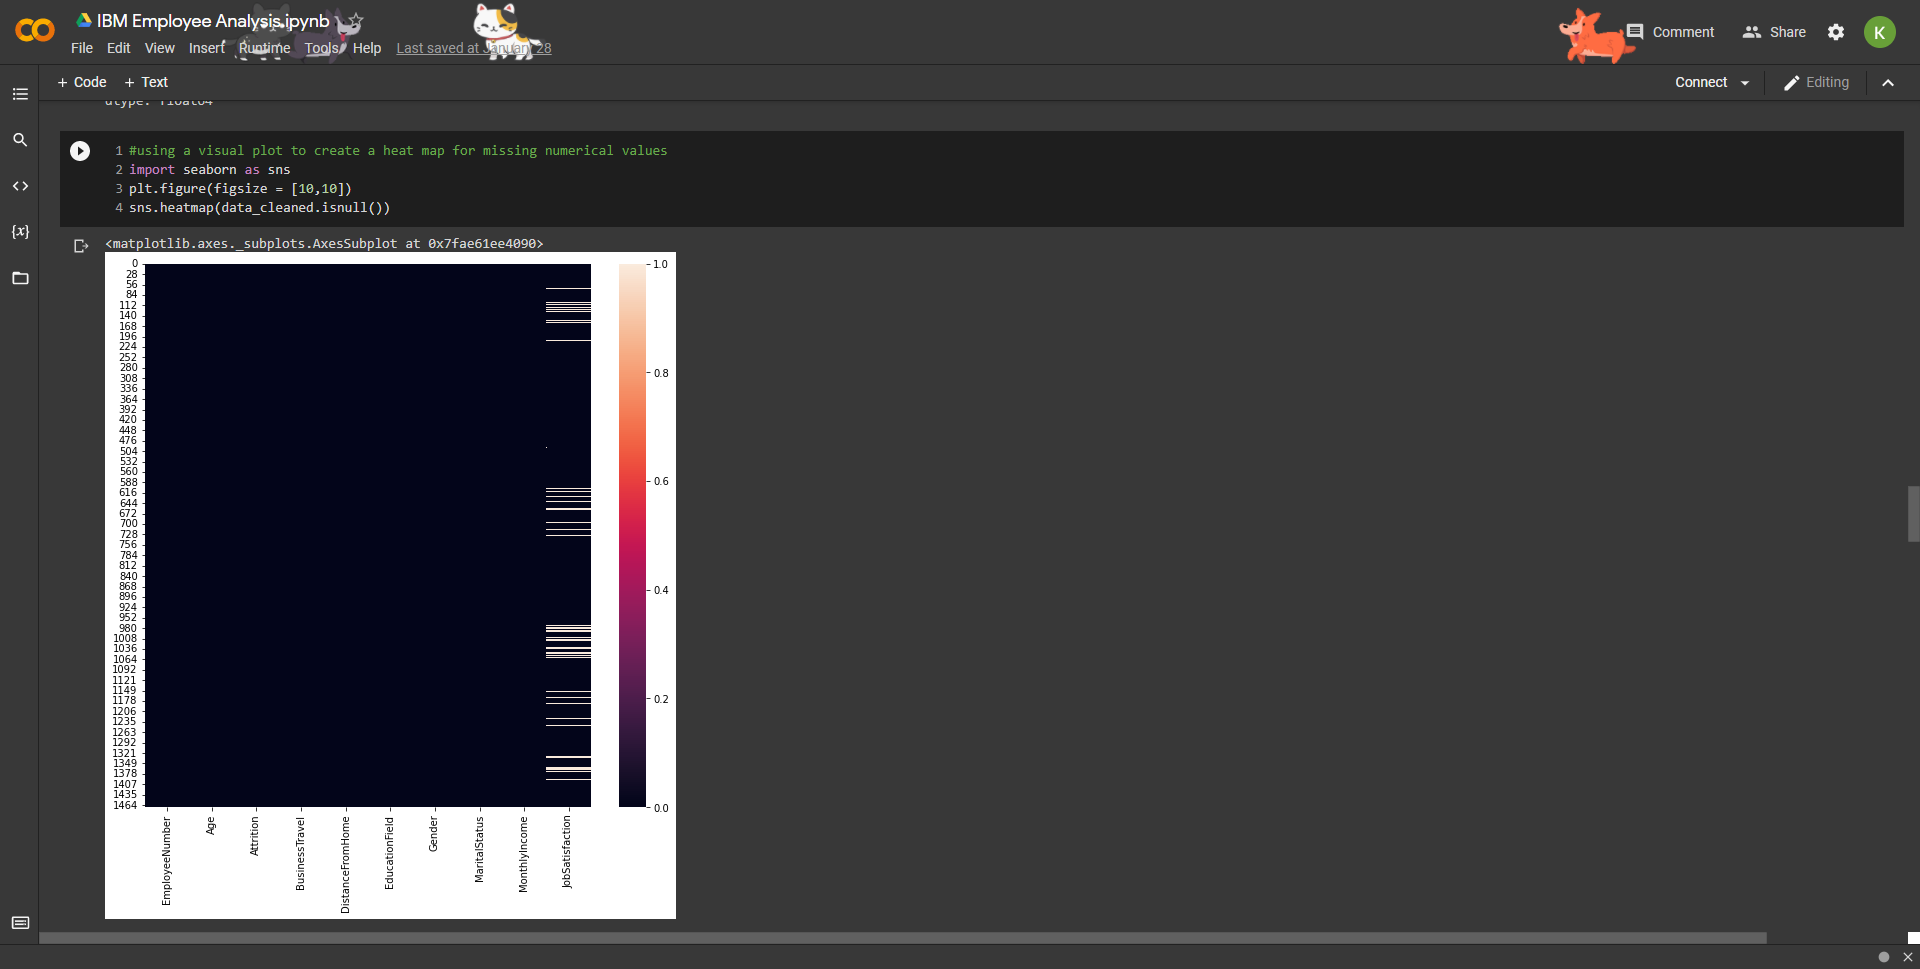 IBM Employee Analysis.ipynb
File Edit View Insert Runtime Tools Help Last saved at January 28
Comment Share K
+ Code + Text
Connect Editing
dtype: float64
1 #using a visual plot to create a heat map for missing numerical values
2 import seaborn as sns
3 plt.figure(figsize = [10,10])
4 sns.heatmap(data_cleaned.isnull())
<matplotlib.axes._subplots.AxesSubplot at 0x7fae61ee4090>
0
28
56
84
112
140
168
196
224
252
280
308
336
364
392
420
448
476
504
532
560
588
616
644
672
700
728
756
784
812
840
868
896
924
952
980
1008
1036
1064
1092
1121
1149
1178
1206
1235
1263
1292
1321
1349
1378
1407
1435
1464
EmployeeNumber
Age
Attrition
BusinessTravel
DistanceFromHome
EducationField
Gender
MaritalStatus
MonthlyIncome
JobSatisfaction
1.0
0.8
0.6
0.4
0.2
0.0